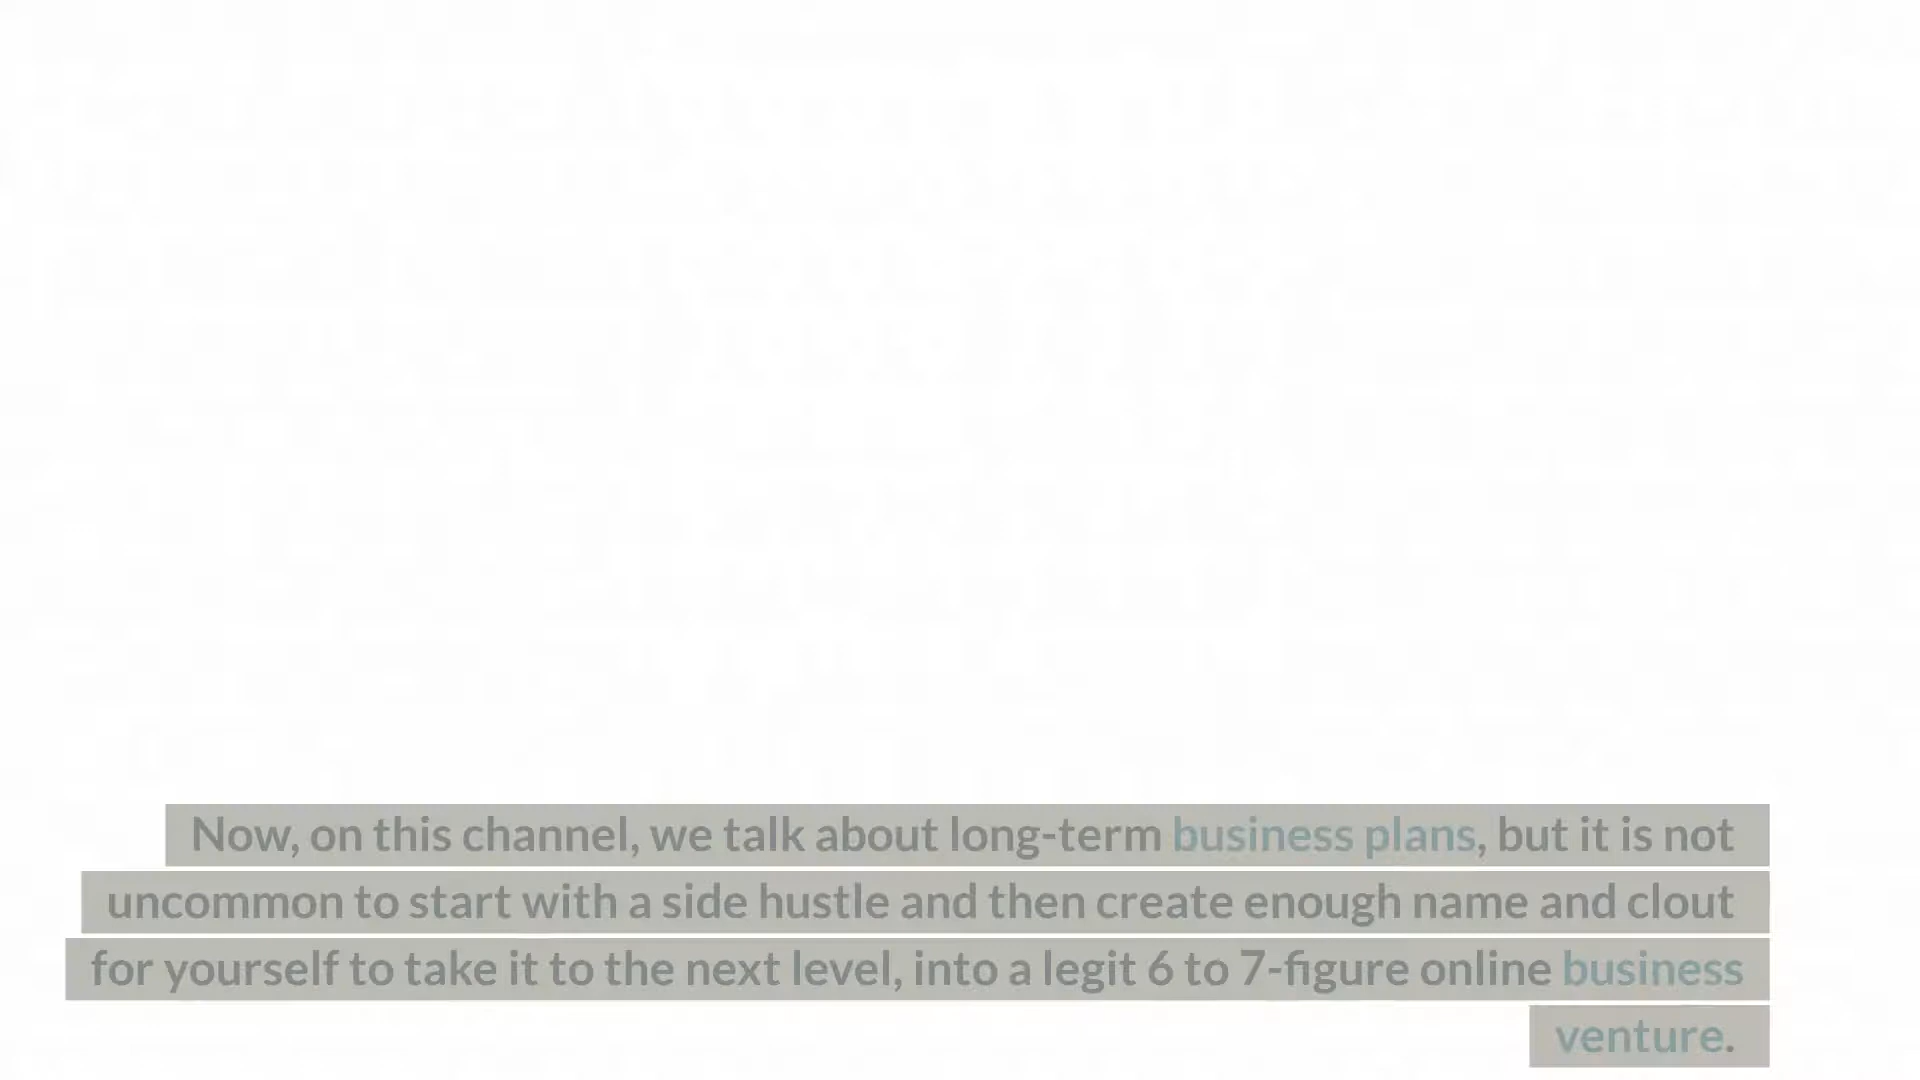 Now, on this channel, we talk about long-term business plans, but it is not
uncommon to start with a side hustle and then create enough name and clout
for yourself to take it to the next level, into a legit 6 to 7-figure online business
venture.